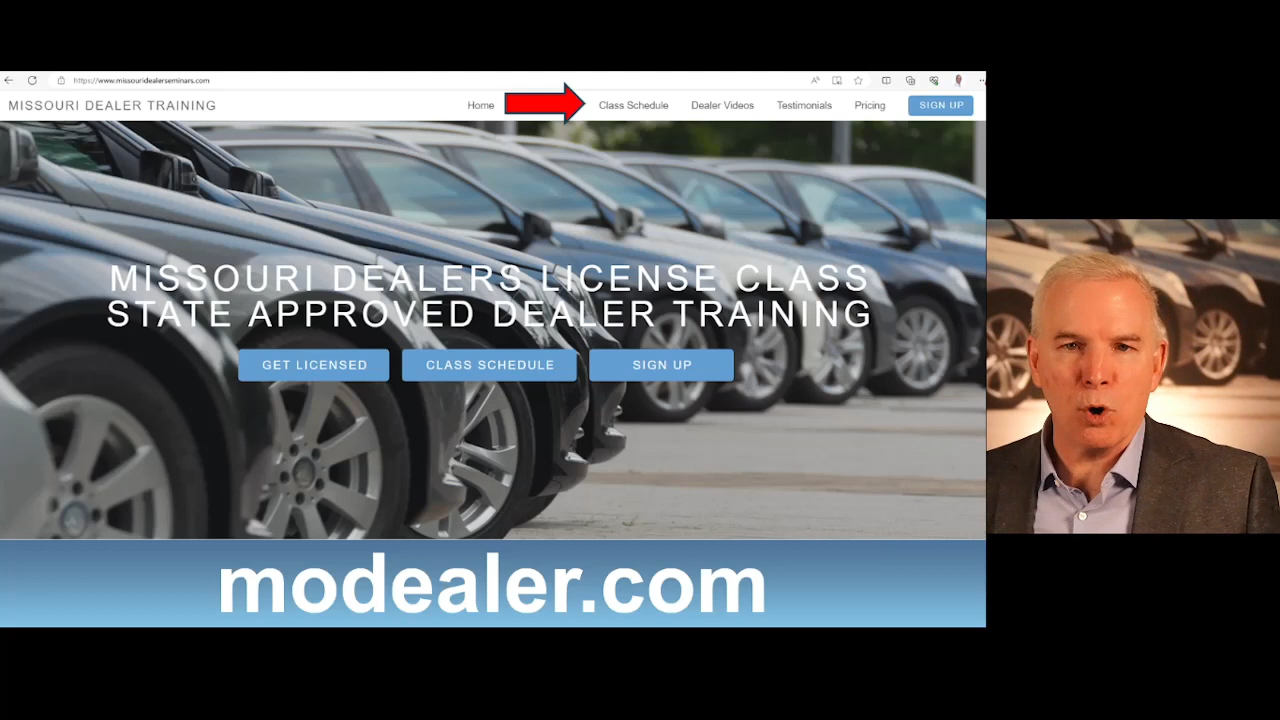 https://www.missouridealerseminars.com
MISSOURI DEALER TRAINING
Home
Class Schedule
Dealer Videos
Testimonials
Pricing
SIGN UP
MISSOURI DEALERS LICENSE CLASS
STATE APPROVED DEALER TRAINING
GET LICENSED
CLASS SCHEDULE
SIGN UP
modealer.com